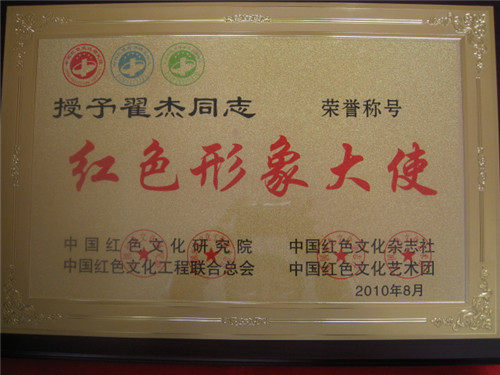 授予翟杰同志 荣誉称号
红色形象大使
中国红色文化研究院 中国红色文化杂志社
中国红色文化工程联合总会 中国红色文化艺术团
2010年8月